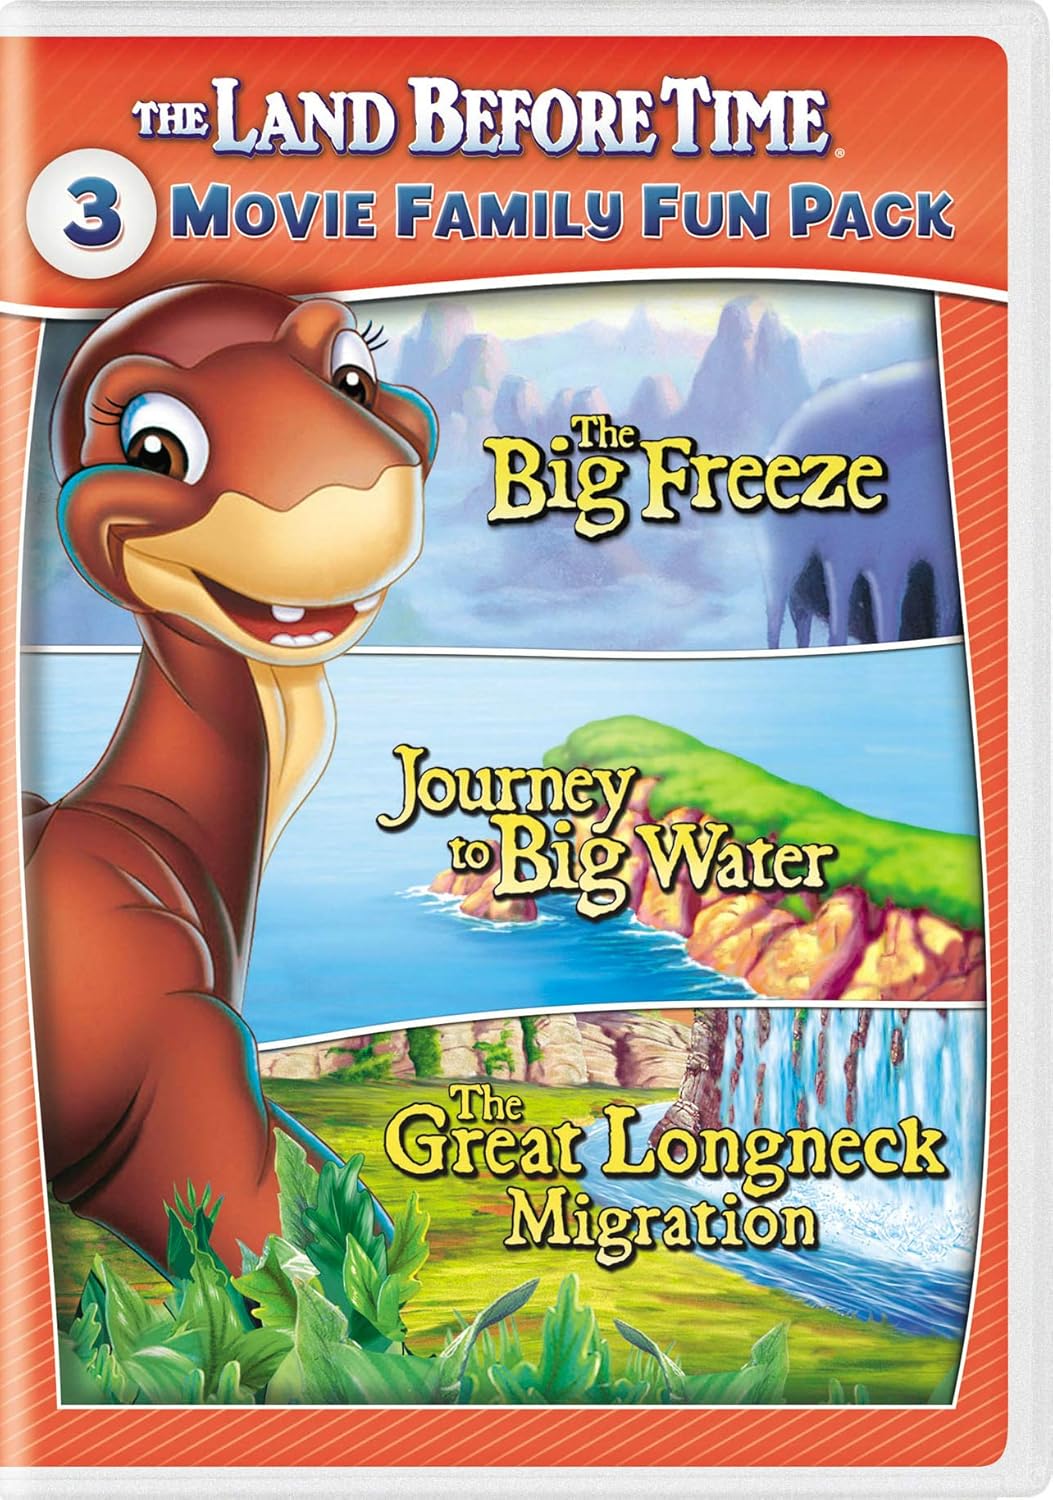 THE LAND BEFORE TIME®
3 MOVIE FAMILY FUN PACK
The
Big Freeze
Journey
to Big Water
The
Great Longneck
Migration